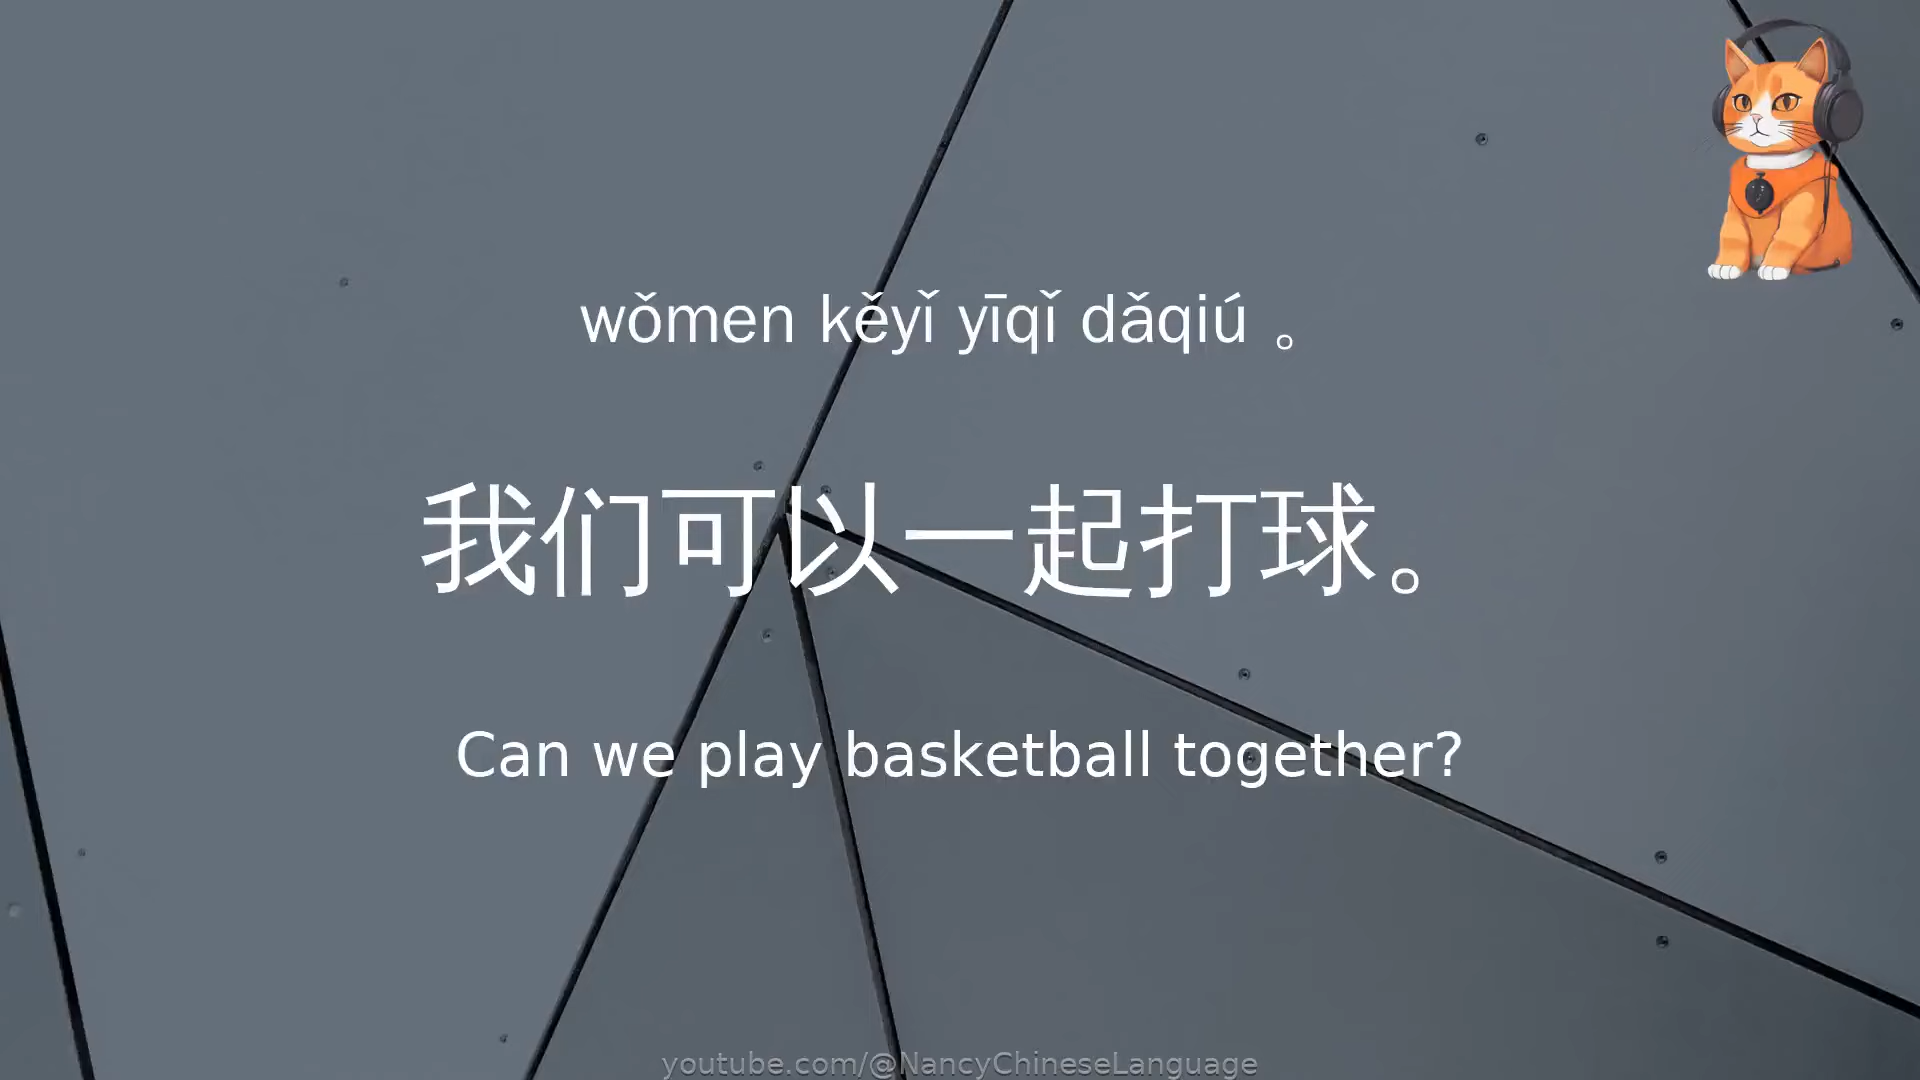 wǒmen kěyǐ yīqǐ dǎqiú 。
我们可以一起打球。
Can we play basketball together?
youtube.com/@NancyChineseLanguage